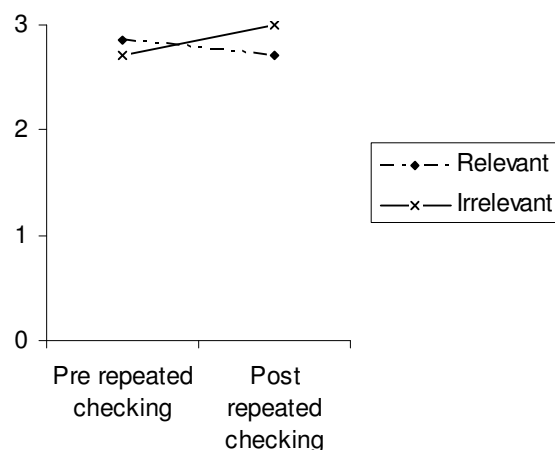 3
2
1
0
Pre repeated
checking
Post
repeated
checking
Relevant
Irrelevant